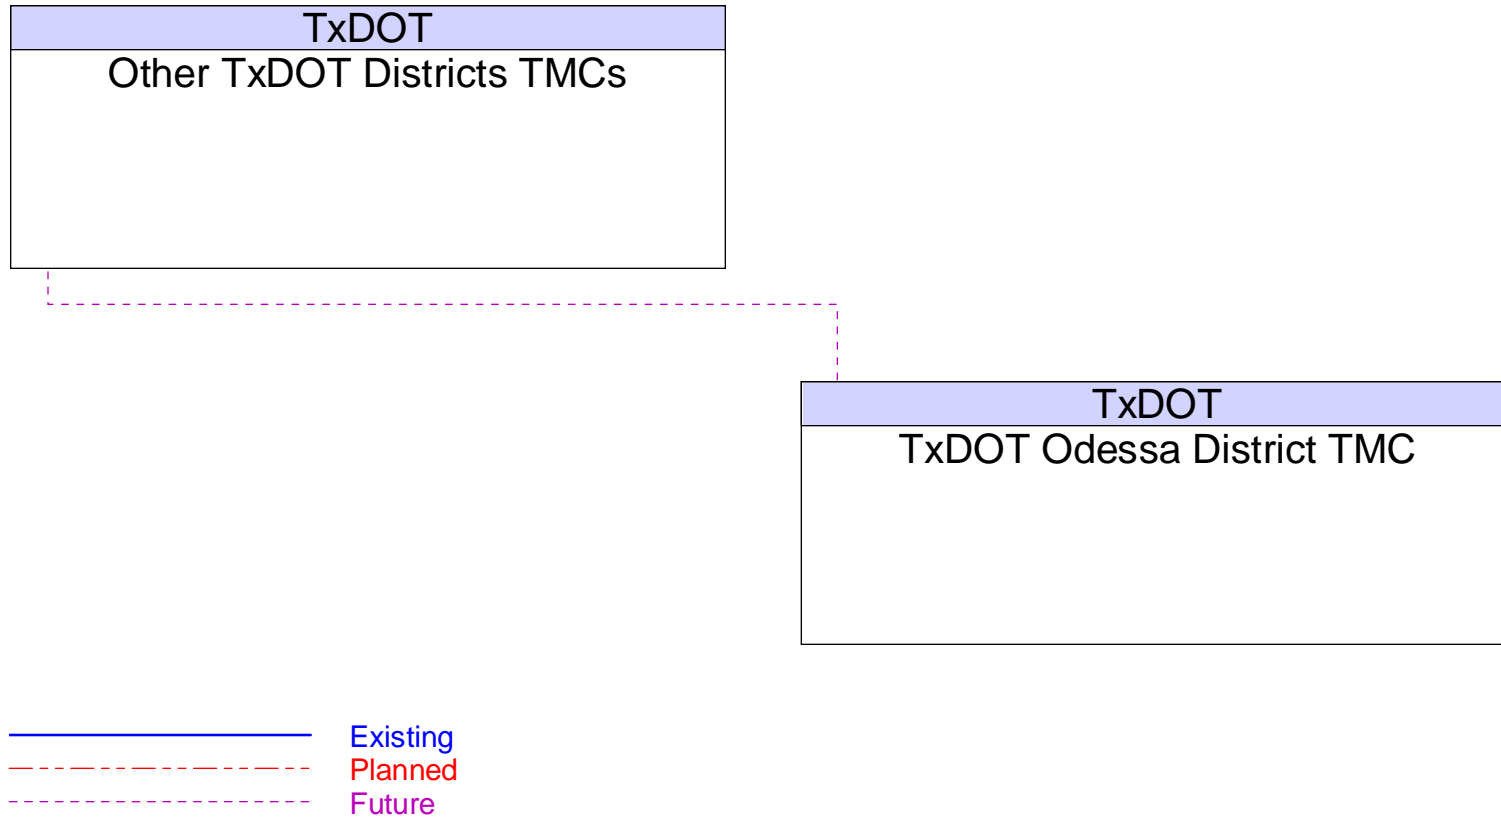 TxDOT
Other TxDOT Districts TMCs
TxDOT
TxDOT Odessa District TMC
Existing
Planned
Future